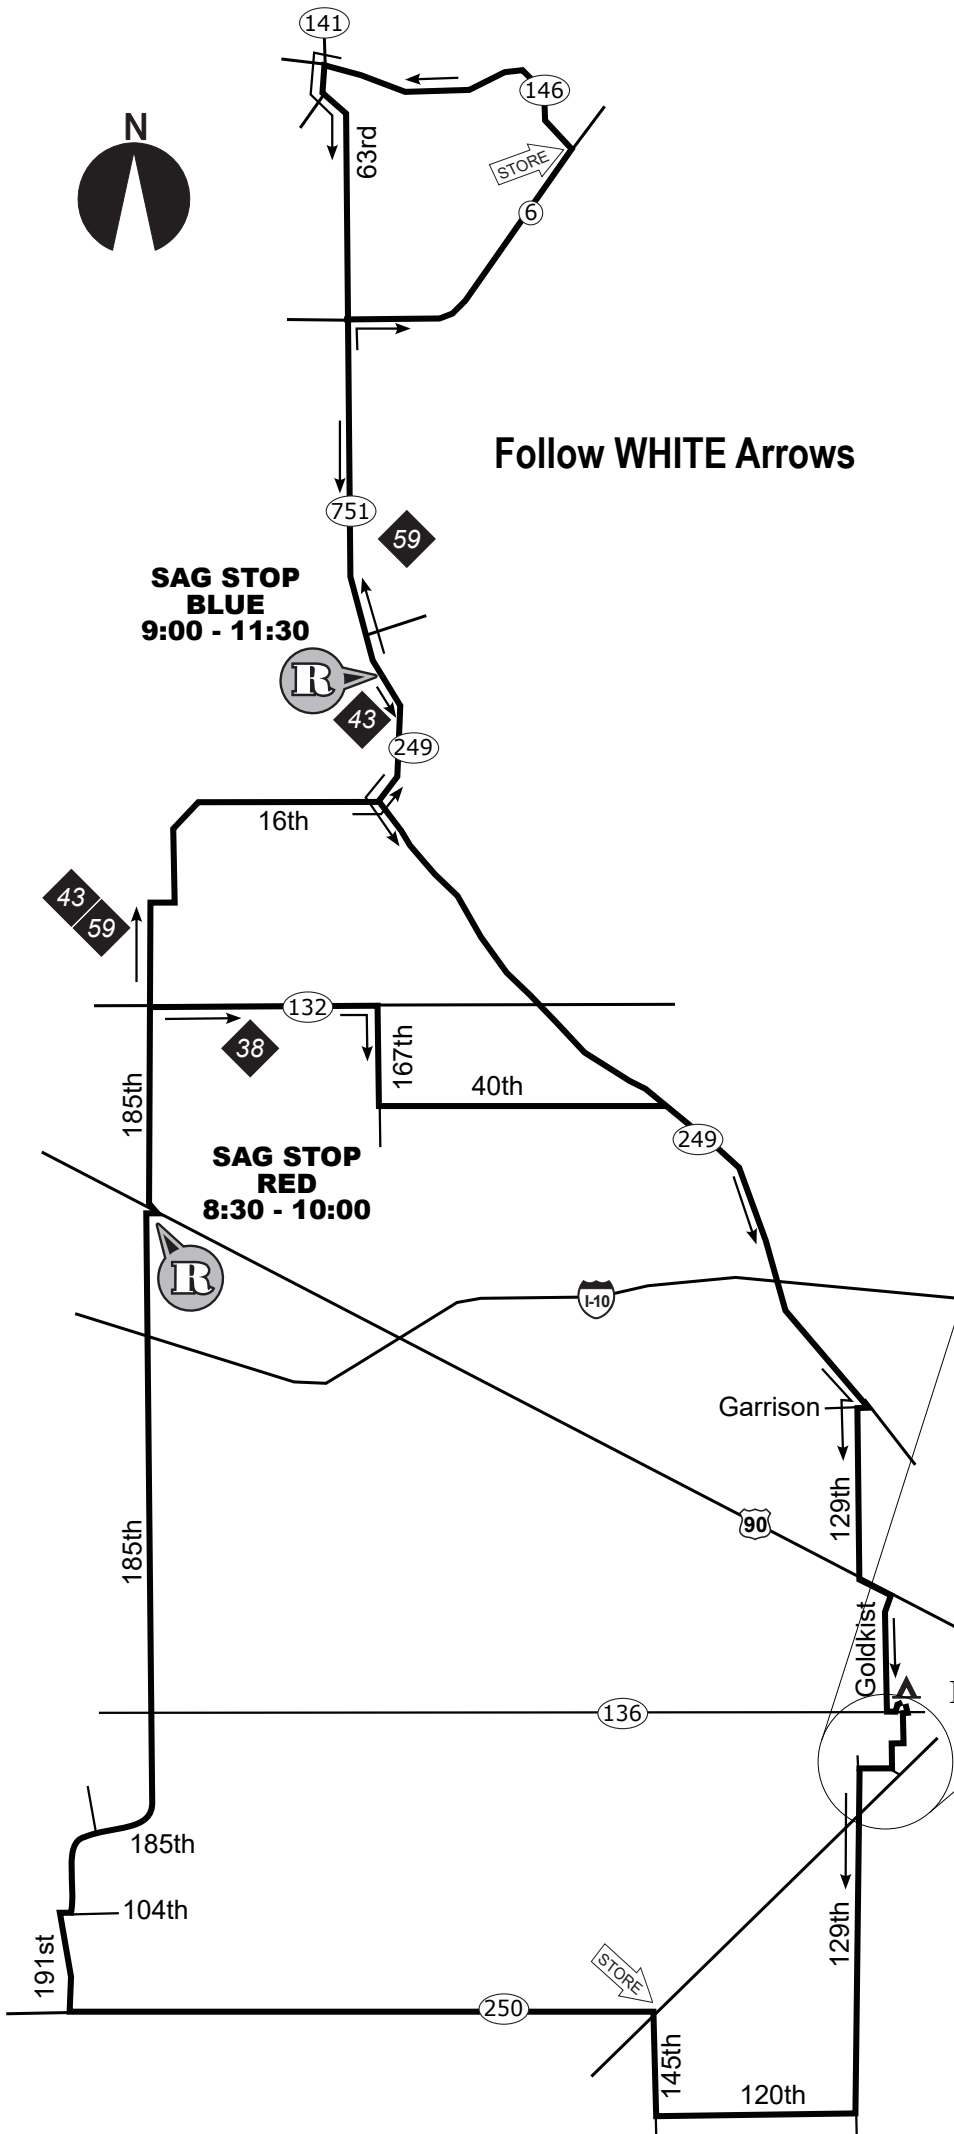 141
146
N
63rd
STORE
6
Follow WHITE Arrows
751
59
SAG STOP
BLUE
9:00 - 11:30
R
43
249
16th
43
59
132
38
167th
40th
185th
249
SAG STOP
RED
8:30 - 10:00
R
I-10
Garrison
129th
90
185th
Goldkist
136
185th
104th
129th
191st
STORE
250
145th
120th